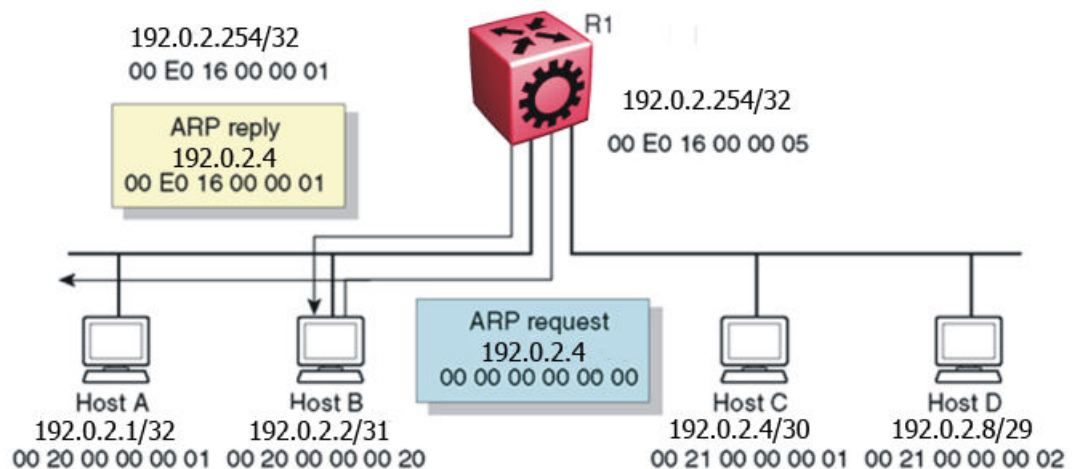 R1
192.0.2.254/32
00 E0 16 00 00 01
192.0.2.254/32
00 E0 16 00 00 05
ARP reply
192.0.2.4
00 E0 16 00 00 01
ARP request
192.0.2.4
00 00 00 00 00 00
Host A
192.0.2.1/32
00 20 00 00 00 01
Host B
192.0.2.2/31
00 20 00 00 00 20
Host C
192.0.2.4/30
00 21 00 00 00 01
Host D
192.0.2.8/29
00 21 00 00 00 02